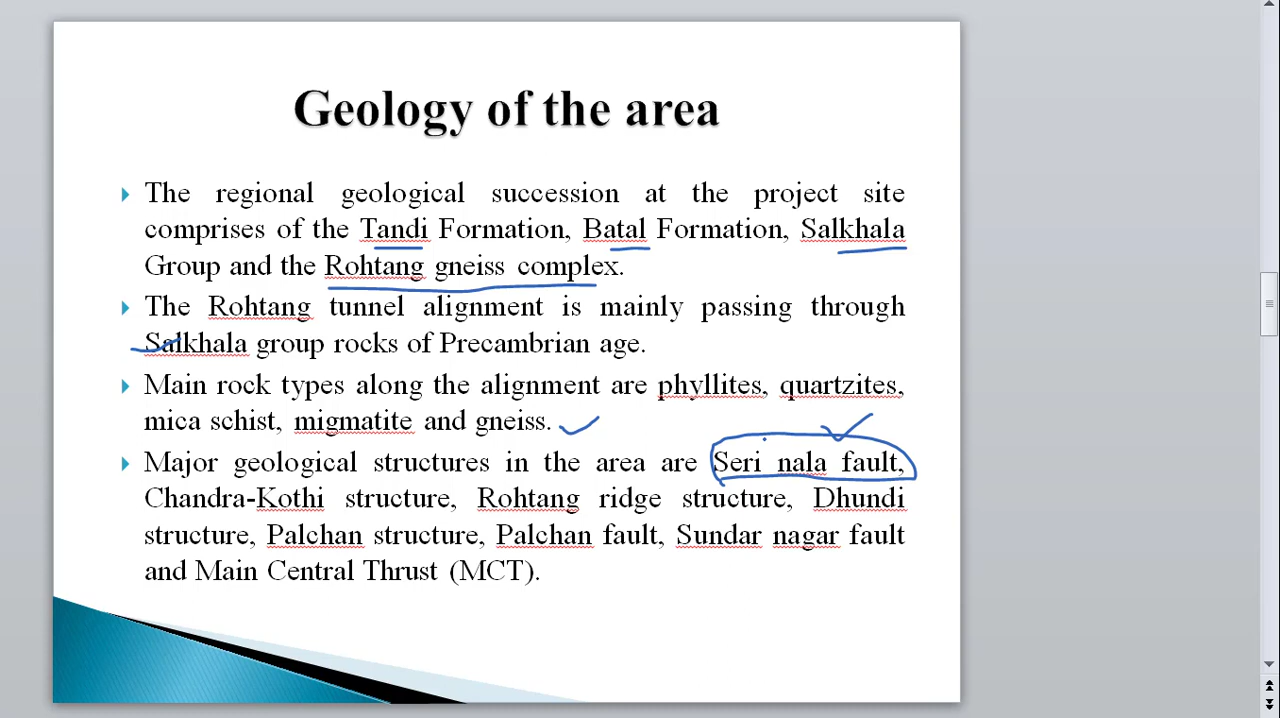 Geology of the area
The regional geological succession at the project site
comprises of the Tandi Formation, Batal Formation, Salkhala
Group and the Rohtang gneiss complex.
The Rohtang tunnel alignment is mainly passing through
Salkhala group rocks of Precambrian age.
Main rock types along the alignment are phyllites, quartzites,
mica schist, migmatite and gneiss.
Major geological structures in the area are Seri nala fault,
Chandra-Kothi structure, Rohtang ridge structure, Dhundi
structure, Palchan structure, Palchan fault, Sundar nagar fault
and Main Central Thrust (MCT).